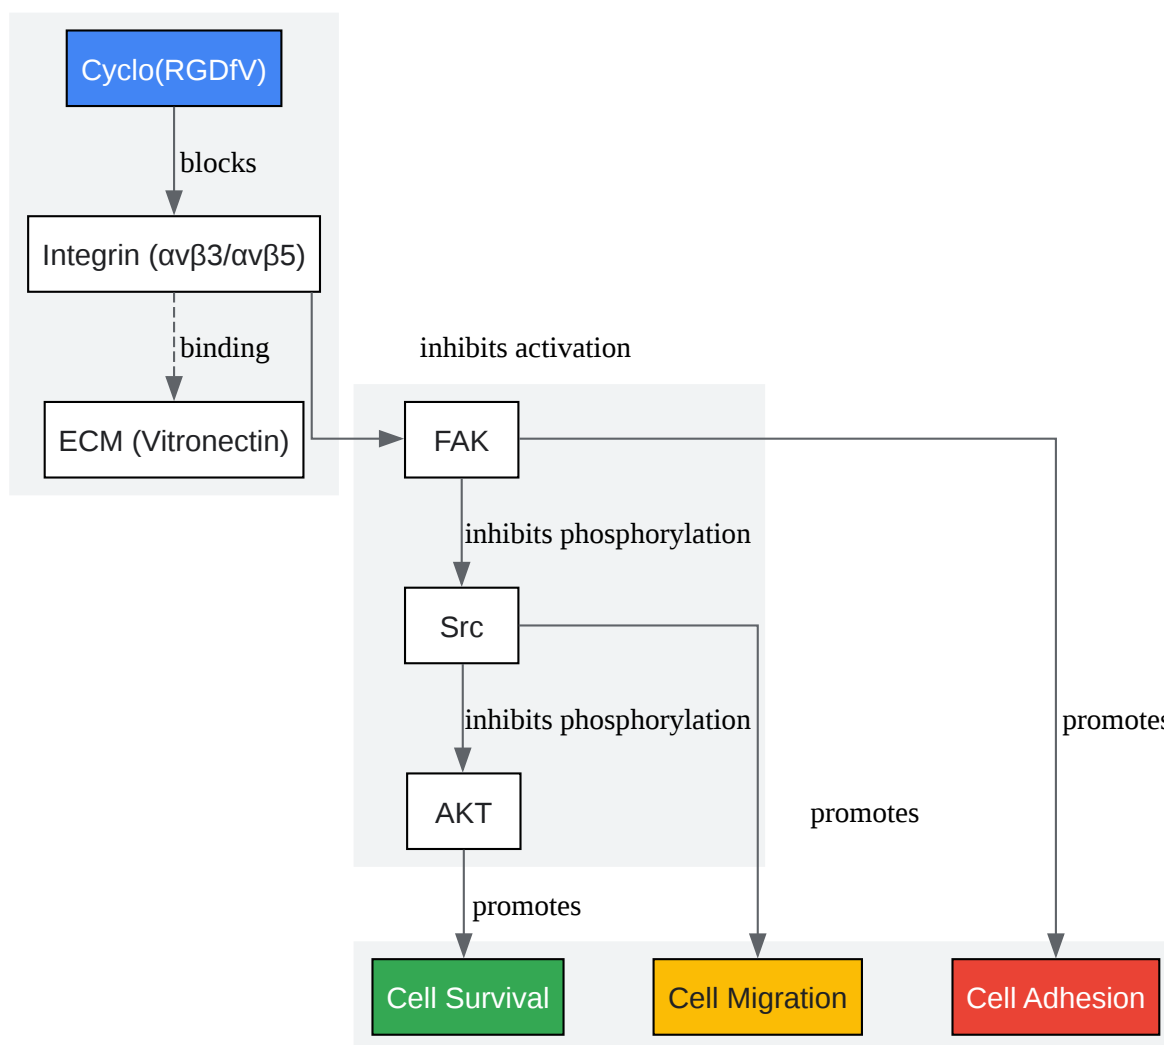 Cyclo(RGDfV)
blocks
Integrin (αvβ3/αvβ5)
binding
inhibits activation
ECM (Vitronectin)
FAK
inhibits phosphorylation
Src
inhibits phosphorylation
promotes
AKT
promotes
promotes
Cell Survival
Cell Migration
Cell Adhesion